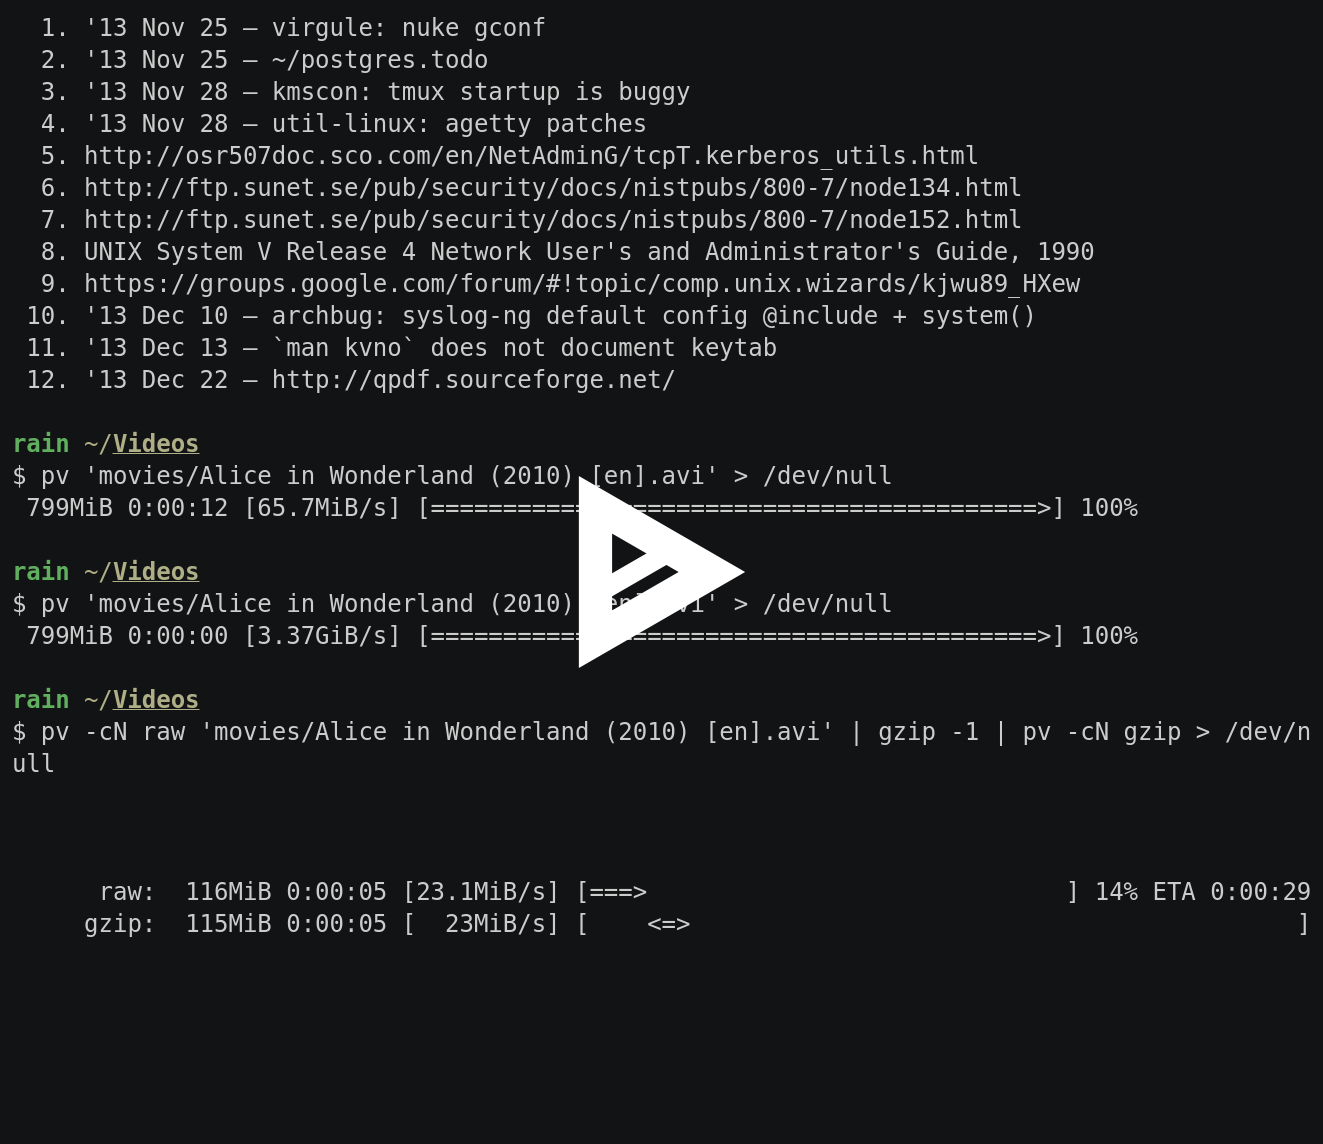 1. '13 Nov 25 — virgule: nuke gconf
2. '13 Nov 25 — ~/postgres.todo
3. '13 Nov 28 — kmscon: tmux startup is buggy
4. '13 Nov 28 — util-linux: agetty patches
5. http://osr507doc.sco.com/en/NetAdminG/tcpT.kerberos_utils.html
6. http://ftp.sunet.se/pub/security/docs/nistpubs/800-7/node134.html
7. http://ftp.sunet.se/pub/security/docs/nistpubs/800-7/node152.html
8. UNIX System V Release 4 Network User's and Administrator's Guide, 1990
9. https://groups.google.com/forum/#!topic/comp.unix.wizards/kjwu89_HXew
10. '13 Dec 10 — archbug: syslog-ng default config @include + system()
11. '13 Dec 13 — `man kvno` does not document keytab
12. '13 Dec 22 — http://qpdf.sourceforge.net/
rain ~/Videos
$ pv 'movies/Alice in Wonderland (2010) [en].avi' > /dev/null
799MiB 0:00:12 [65.7MiB/s] [==========================================>] 100%
rain ~/Videos
$ pv 'movies/Alice in Wonderland (2010) [en].avi' > /dev/null
799MiB 0:00:00 [3.37GiB/s] [==========================================>] 100%
rain ~/Videos
$ pv -cN raw 'movies/Alice in Wonderland (2010) [en].avi' | gzip -1 | pv -cN gzip > /dev/n
ull
raw:  116MiB 0:00:05 [23.1MiB/s] [===>                             ] 14% ETA 0:00:29
gzip:  115MiB 0:00:05 [  23MiB/s] [    <=>                                          ]